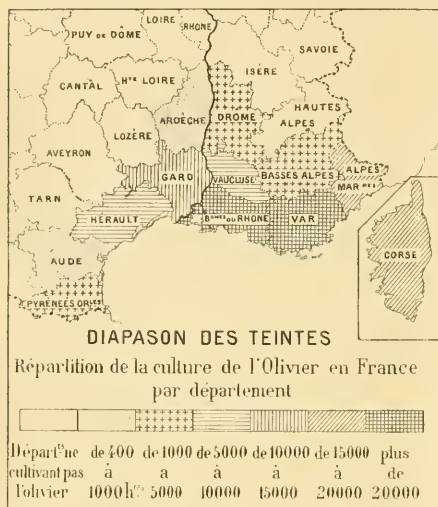 LOIRE
RHONE
PUY DE DÔME
SAVOIE
ISÈRE
CANTAL
Hte LOIRE
HAUTES
ALPES
ARDÈCHE
DROME
LOZÈRE
AVEYRON
GARD
VAUCLUSE
BASSES ALPES
ALPES
MARmes
TARN
HÉRAULT
Bches DU RHONE
VAR
AUDE
CORSE
PYRÉNÉES ORles
DIAPASON DES TEINTES
Répartition de la culture de l'Olivier en France
par département
Départts ne de 400 de 1000 de 5000 de 10000 de 15000 plus
cultivant pas à à à à à de
l'olivier 1000 hres 5000 10000 15000 20000 20000